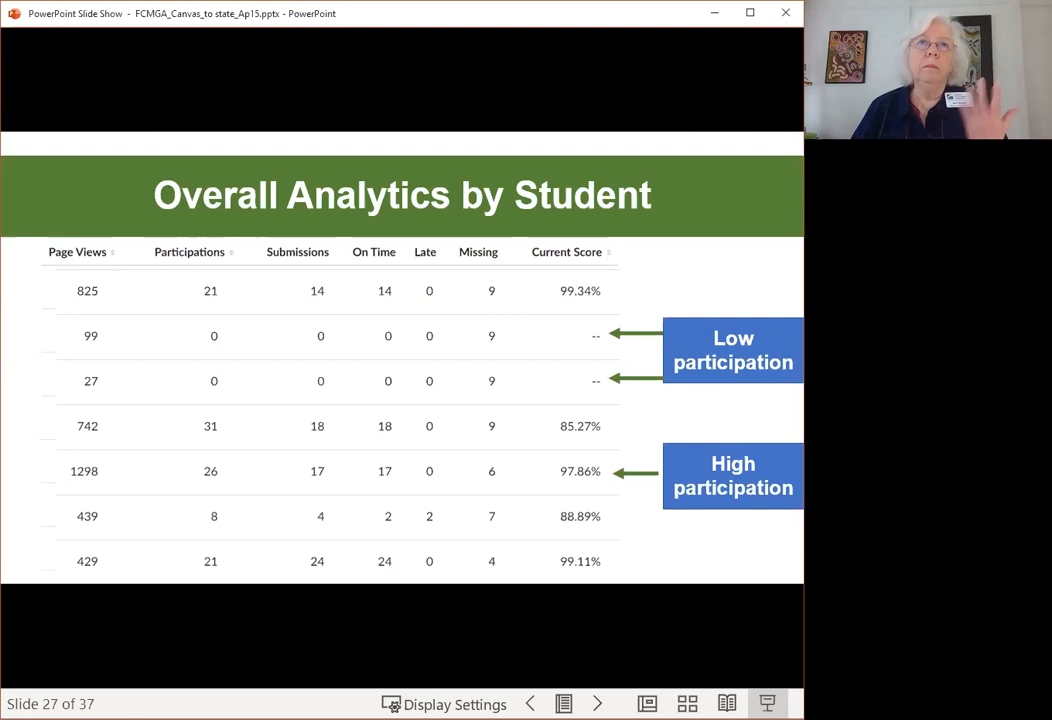 PowerPoint Slide Show - FCMGA_Canvas_to state_Ap15.pptx - PowerPoint
Overall Analytics by Student
Page Views Participations Submissions On Time Late Missing Current Score
825 21 14 14 0 9 99.34%
99 0 0 0 0 9 --
27 0 0 0 0 9 --
Low
participation
742 31 18 18 0 9 85.27%
1298 26 17 17 0 6 97.86%
High
participation
439 8 4 2 2 7 88.89%
429 21 24 24 0 4 99.11%
Slide 27 of 37
Display Settings